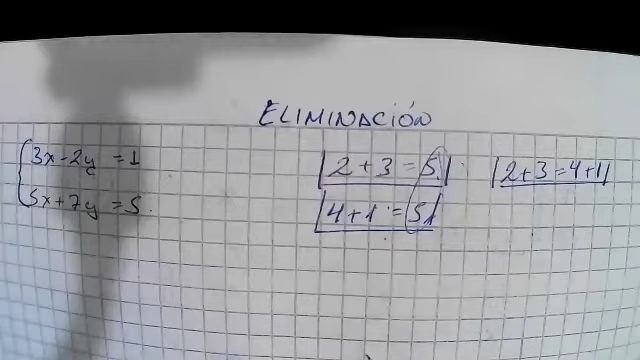 ELIMINACIÓN
3x-2y = 1
5x+7y = 5.
2+3 = 5
4+1 = 5
2+3 = 4+1